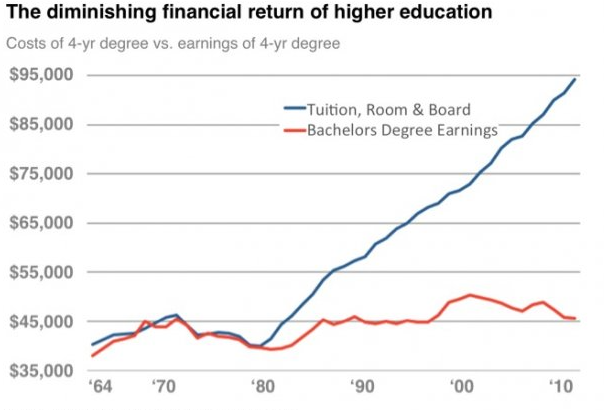 The diminishing financial return of higher education
Costs of 4-yr degree vs. earnings of 4-yr degree
$95,000
Tuition, Room & Board
$85,000
Bachelors Degree Earnings
$75,000
$65,000
$55,000
$45,000
$35,000
‘64 ‘70 ‘80 ‘90 ‘00 ‘10